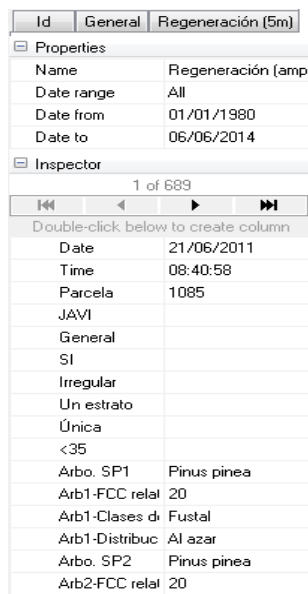 Id General Regeneración (5m)
Properties
Name Regeneración (amp
Date range All
Date from 01/01/1980
Date to 06/06/2014
Inspector
1 of 689
Double-click below to create column
Date 21/06/2011
Time 08:40:58
Parcela 1085
JAVI
General
SI
Irregular
Un estrato
Única
<35
Arbo. SP1 Pinus pinea
Arb1-FCC relat 20
Arb1-Clases de Fustal
Arb1-Distribuc Al azar
Arbo. SP2 Pinus pinea
Arb2-FCC relat 20